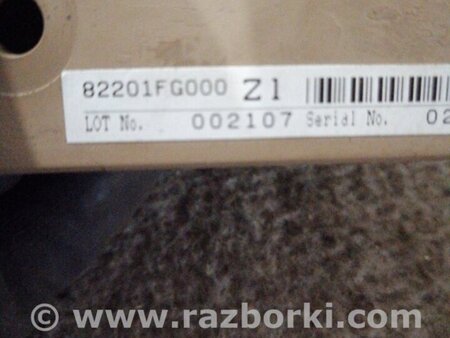 82201FG000 Z1
LOT No. 002107 Serial No. 02
© www.razborki.com